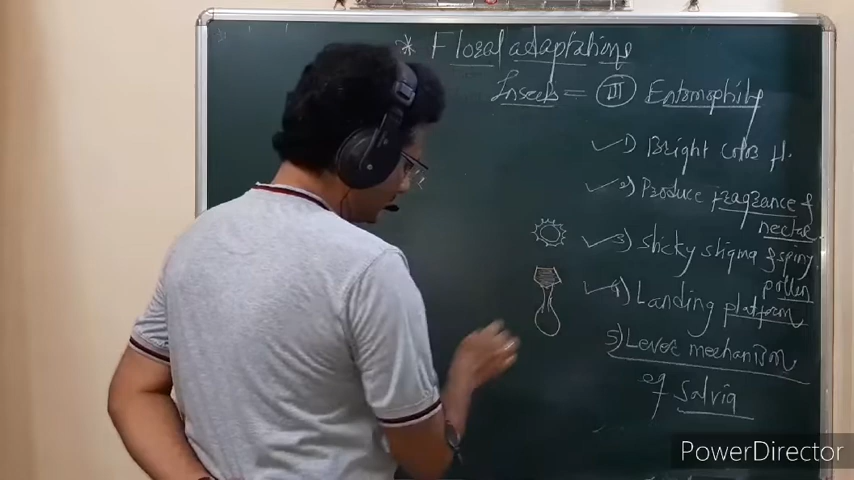 * Floral adaptations
Insects = III Entomophily
1) Bright color fl.
2) Produce fragrance &
nectar
3) Sticky stigma & spiny
pollen
4) Landing platform
5) Lever mechanism
of Salvia
PowerDirector